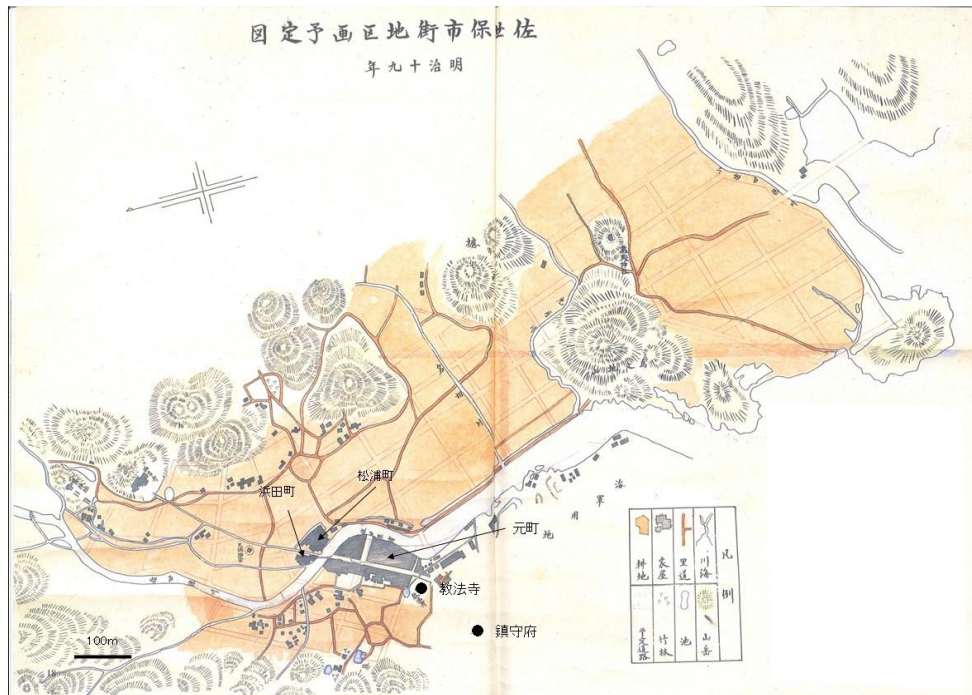 佐世保市街地区画予定図
明治十九年
松浦町
浜田町
元町
海軍用地
教法寺
鎮守府
100m
凡例
川海
里道
家屋
耕地
山岳
池
竹林
予定道路